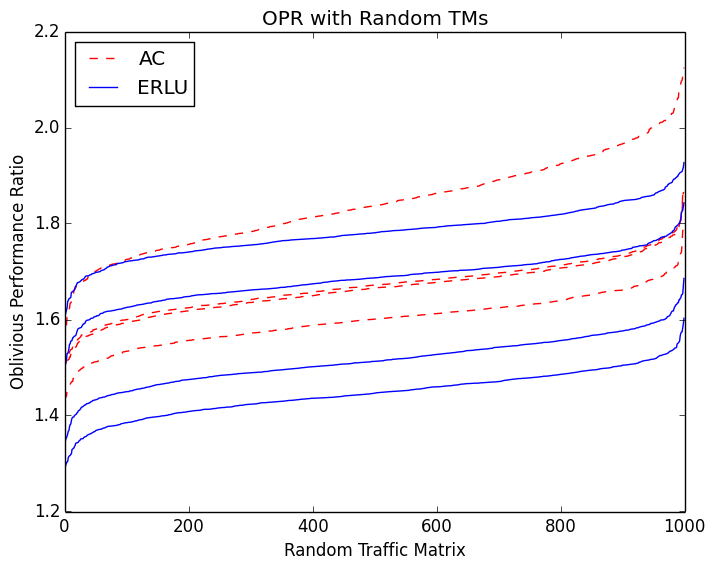 OPR with Random TMs
AC
ERLU
Oblivious Performance Ratio
2.2
2.0
1.8
1.6
1.4
1.2
0 200 400 600 800 1000
Random Traffic Matrix